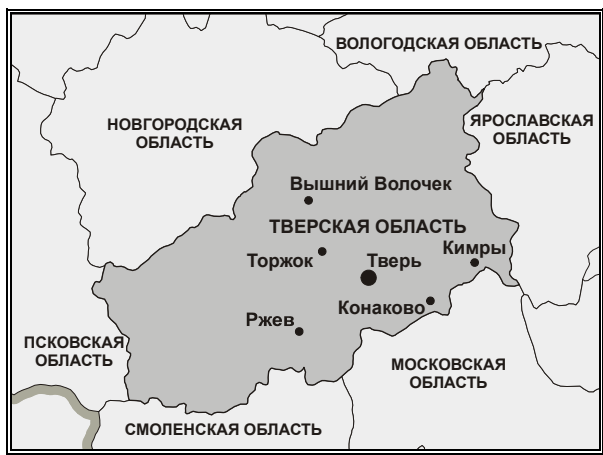 ВОЛОГОДСКАЯ ОБЛАСТЬ
НОВГОРОДСКАЯ
ОБЛАСТЬ
ЯРОСЛАВСКАЯ
ОБЛАСТЬ
Вышний Волочек
ТВЕРСКАЯ ОБЛАСТЬ
Торжок
Тверь
Кимры
Конаково
Ржев
ПСКОВСКАЯ
ОБЛАСТЬ
МОСКОВСКАЯ
ОБЛАСТЬ
СМОЛЕНСКАЯ ОБЛАСТЬ